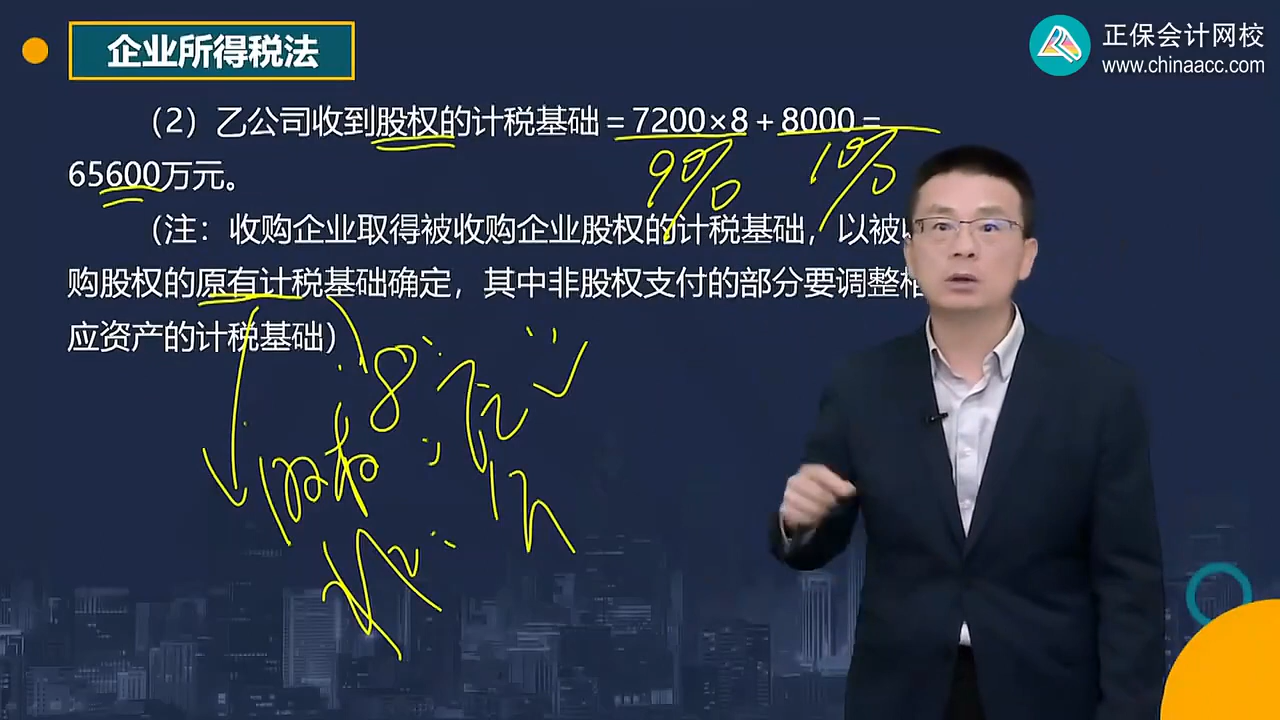 企业所得税法
正保会计网校
www.chinaacc.com
（2）乙公司收到股权的计税基础＝7200×8＋8000＝
65600万元。
90% 10%
（注：收购企业取得被收购企业股权的计税基础，以被
购股权的原有计税基础确定，其中非股权支付的部分要调整
应资产的计税基础）
8
股权